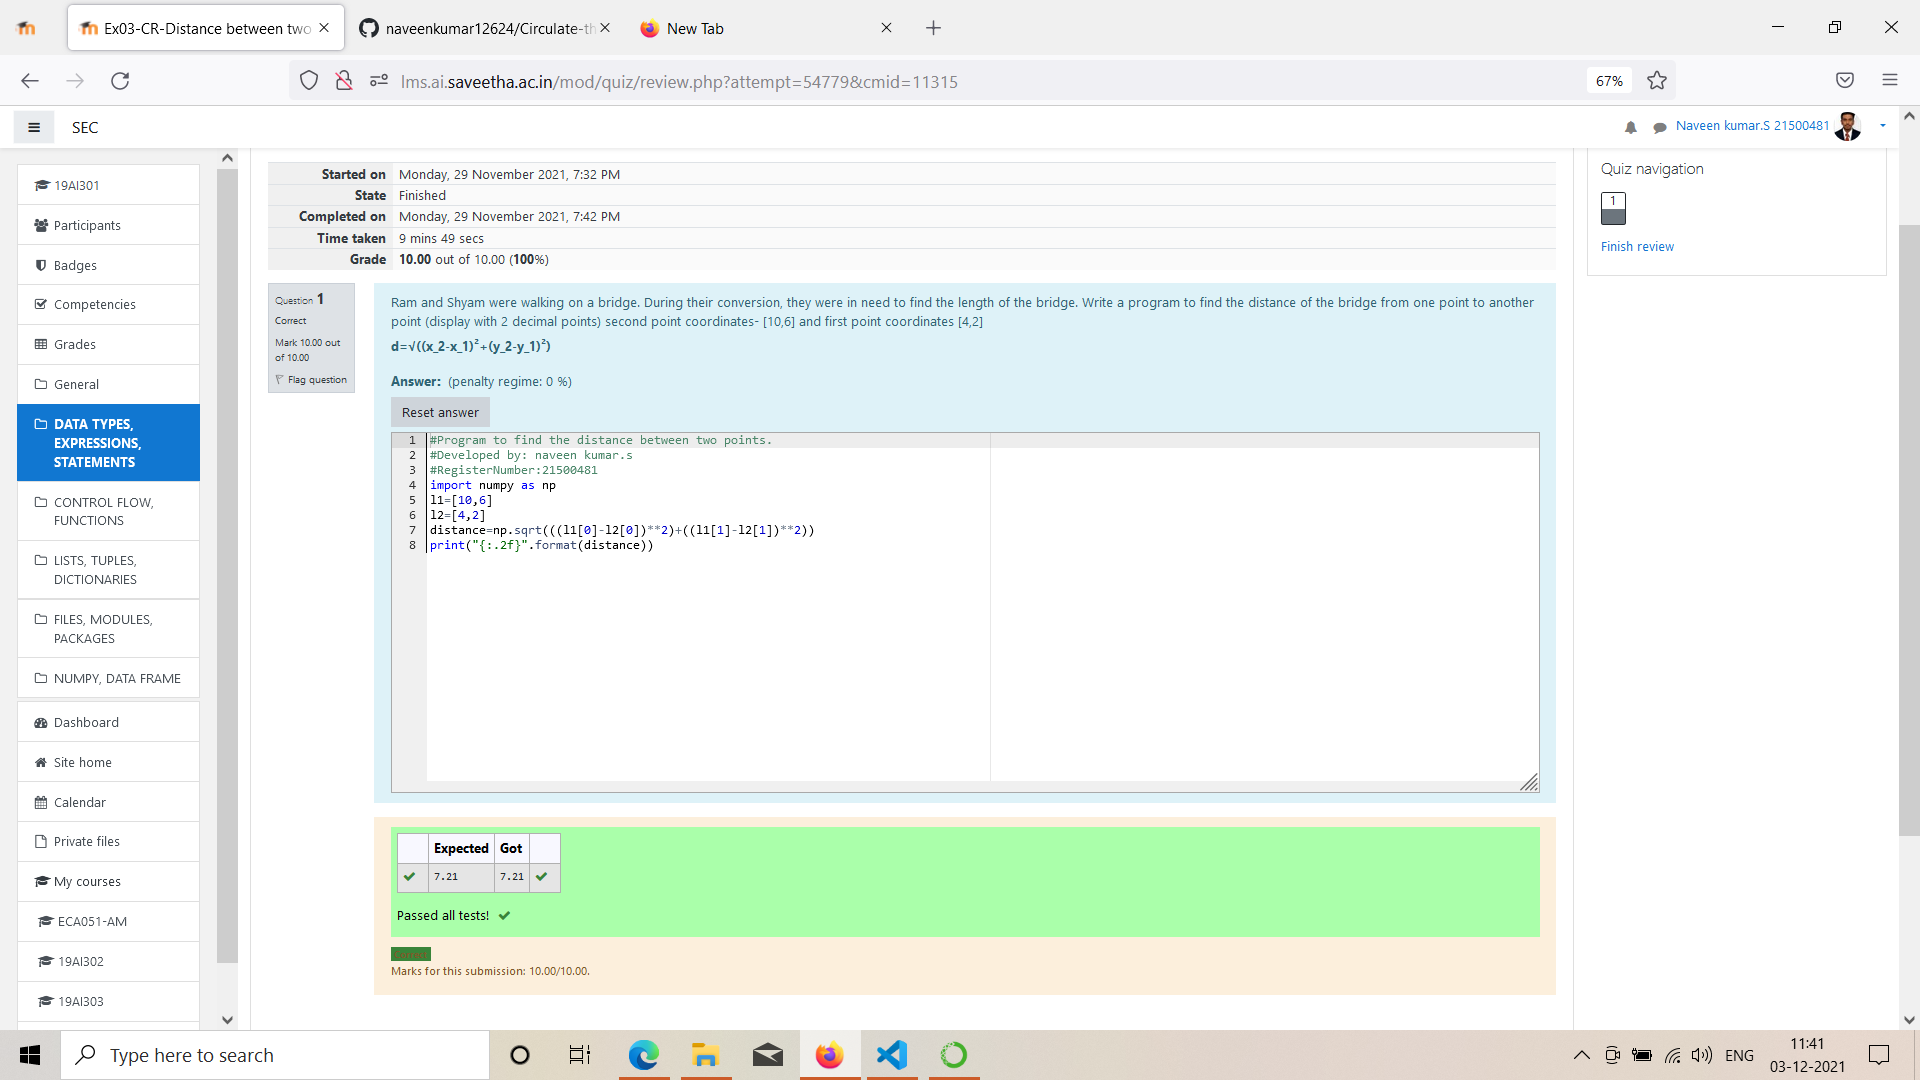 Ex03-CR-Distance between two
naveenkumar12624/Circulate-th
New Tab
lms.ai.saveetha.ac.in/mod/quiz/review.php?attempt=54779&cmid=11315
67%
SEC
Naveen kumar.S 21500481
19AI301
Participants
Badges
Competencies
Grades
General
DATA TYPES,
EXPRESSIONS,
STATEMENTS
CONTROL FLOW,
FUNCTIONS
LISTS, TUPLES,
DICTIONARIES
FILES, MODULES,
PACKAGES
NUMPY, DATA FRAME
Dashboard
Site home
Calendar
Private files
My courses
ECA051-AM
19AI302
19AI303
Started on Monday, 29 November 2021, 7:32 PM
State Finished
Completed on Monday, 29 November 2021, 7:42 PM
Time taken 9 mins 49 secs
Grade 10.00 out of 10.00 (100%)
Question 1
Correct
Mark 10.00 out
of 10.00
Flag question
Ram and Shyam were walking on a bridge. During their conversion, they were in need to find the length of the bridge. Write a program to find the distance of the bridge from one point to another
point (display with 2 decimal points) second point coordinates- [10,6] and first point coordinates [4,2]
d=√((x_2-x_1)²+(y_2-y_1)²)
Answer: (penalty regime: 0 %)
Reset answer
1 #Program to find the distance between two points.
2 #Developed by: naveen kumar.s
3 #RegisterNumber:21500481
4 import numpy as np
5 l1=[10,6]
6 l2=[4,2]
7 distance=np.sqrt(((l1[0]-l2[0])**2)+((l1[1]-l2[1])**2))
8 print("{:.2f}".format(distance))
Expected Got
7.21 7.21
Passed all tests!
Marks for this submission: 10.00/10.00.
Quiz navigation
1
Finish review
Type here to search
ENG
11:41
03-12-2021